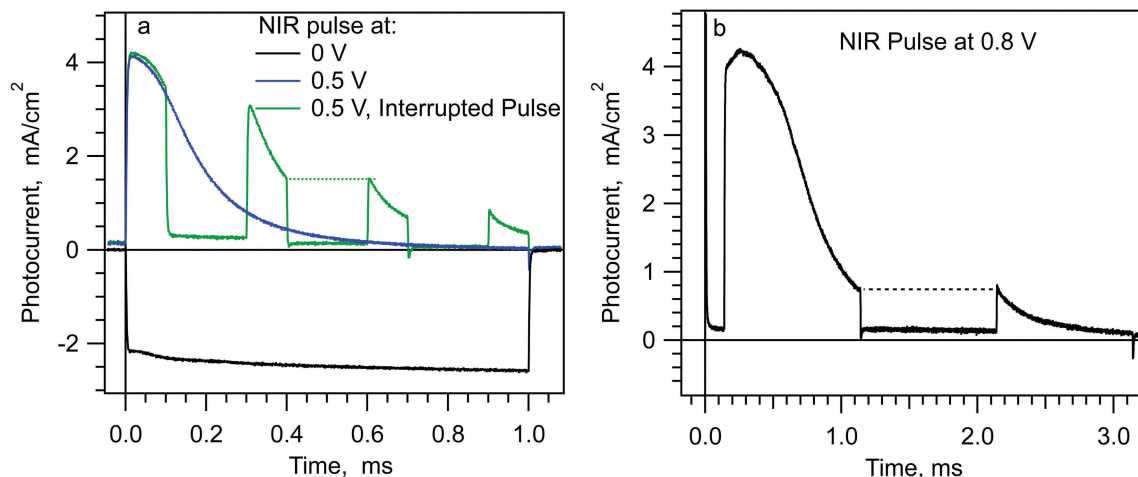 a
NIR pulse at:
0 V
0.5 V
0.5 V, Interrupted Pulse
Photocurrent, mA/cm²
4
2
0
-2
0.0 0.2 0.4 0.6 0.8 1.0
Time, ms
b
NIR Pulse at 0.8 V
Photocurrent, mA/cm²
4
3
2
1
0
0.0 1.0 2.0 3.0
Time, ms